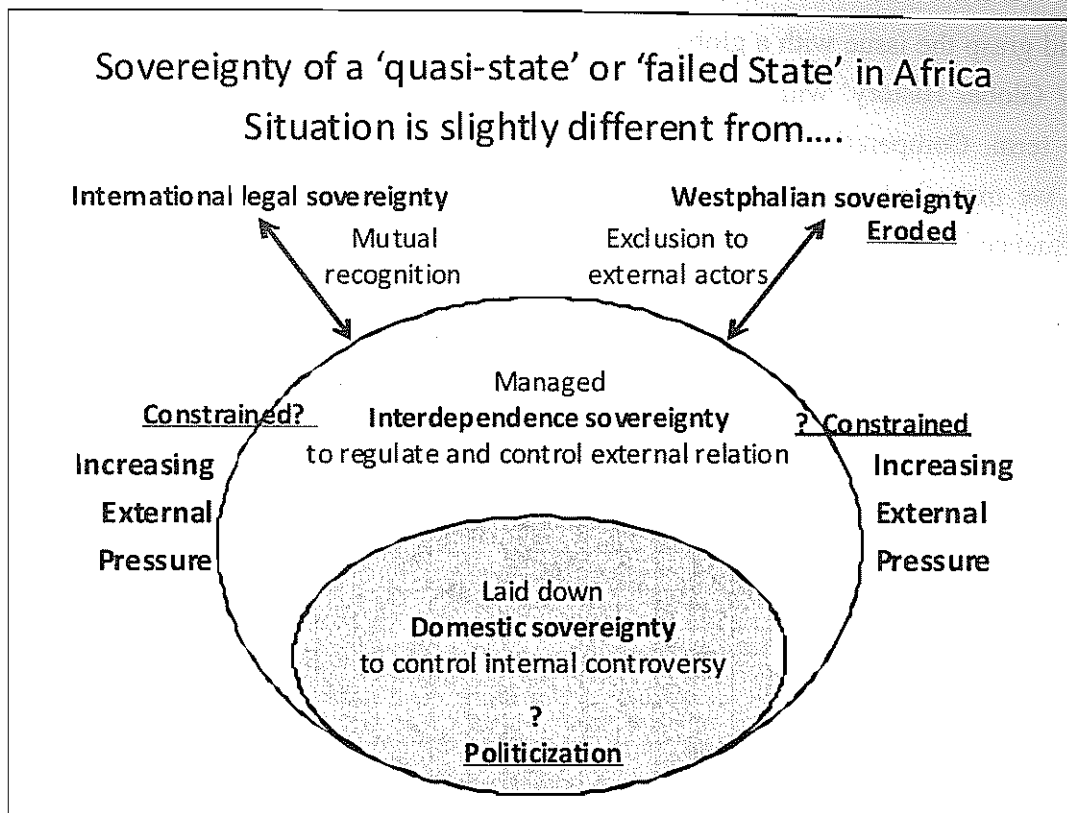 Sovereignty of a ‘quasi-state’ or ‘failed State’ in Africa
Situation is slightly different from....
International legal sovereignty
Westphalian sovereignty
Eroded
Mutual
recognition
Exclusion to
external actors
Managed
Interdependence sovereignty
to regulate and control external relation
Constrained?
Increasing
External
Pressure
? Constrained
Increasing
External
Pressure
Laid down
Domestic sovereignty
to control internal controversy
?
Politicization